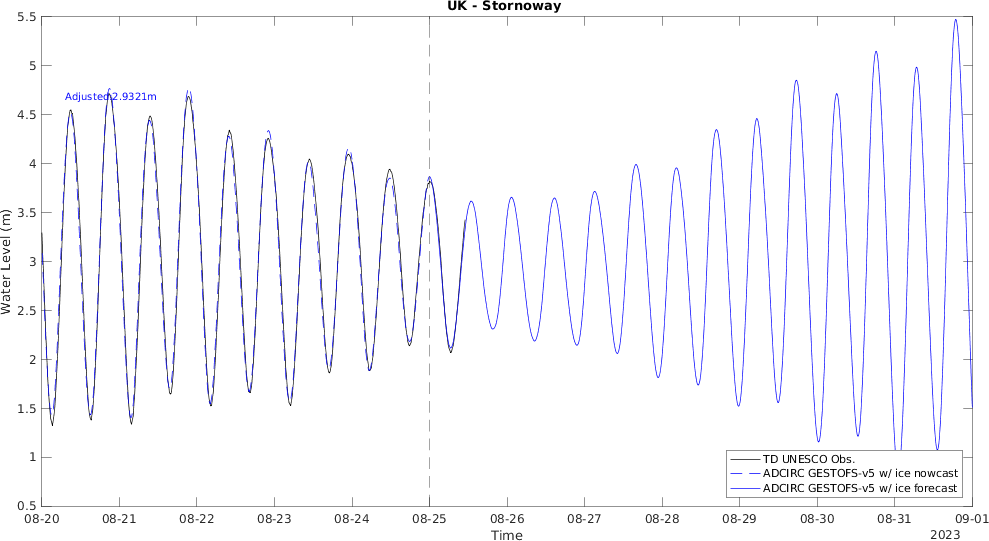 UK - Stornoway
5.5
5
4.5
4
3.5
3
2.5
2
1.5
1
0.5
Water Level (m)
Adjusted 2.9321m
TD UNESCO Obs.
ADCIRC GESTOFS-v5 w/ ice nowcast
ADCIRC GESTOFS-v5 w/ ice forecast
08-20 08-21 08-22 08-23 08-24 08-25 08-26 08-27 08-28 08-29 08-30 08-31 09-01
Time
2023